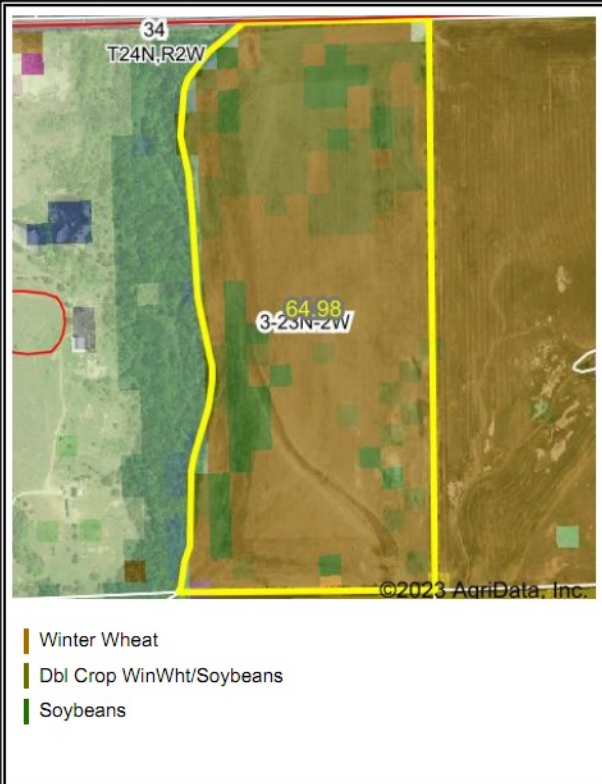 34
T24N,R2W
64.98
3-23N-2W
©2023 AgriData, Inc.
Winter Wheat
Dbl Crop WinWht/Soybeans
Soybeans